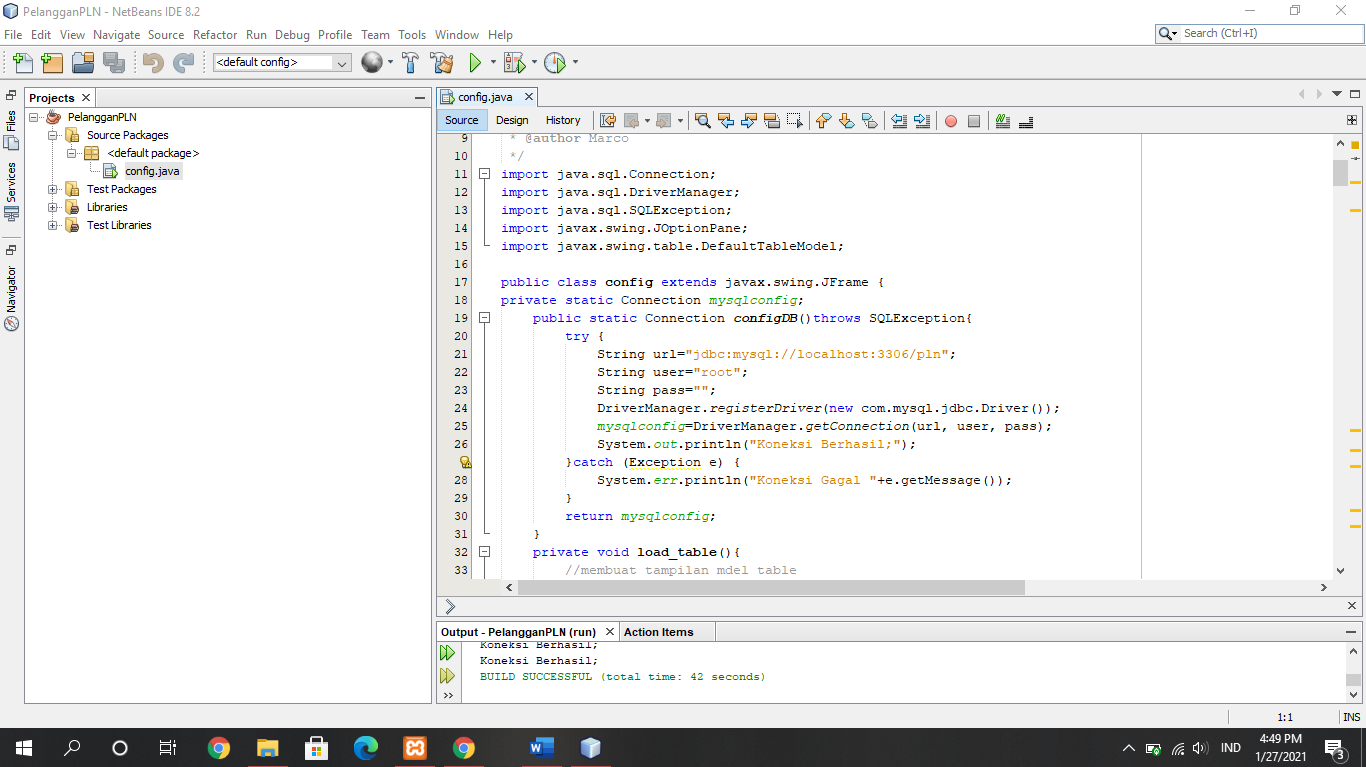 PelangganPLN - NetBeans IDE 8.2
File Edit View Navigate Source Refactor Run Debug Profile Team Tools Window Help
Search (Ctrl+I)
<default config>
Files
Services
Navigator
Projects
PelangganPLN
Source Packages
<default package>
config.java
Test Packages
Libraries
Test Libraries
config.java
Source Design History
9 * @author Marco
10 */
11 import java.sql.Connection;
12 import java.sql.DriverManager;
13 import java.sql.SQLException;
14 import javax.swing.JOptionPane;
15 import javax.swing.table.DefaultTableModel;
16
17 public class config extends javax.swing.JFrame {
18 private static Connection mysqlconfig;
19 public static Connection configDB()throws SQLException{
20 try {
21 String url="jdbc:mysql://localhost:3306/pln";
22 String user="root";
23 String pass="";
24 DriverManager.registerDriver(new com.mysql.jdbc.Driver());
25 mysqlconfig=DriverManager.getConnection(url, user, pass);
26 System.out.println("Koneksi Berhasil;");
}catch (Exception e) {
28 System.err.println("Koneksi Gagal "+e.getMessage());
29 }
30 return mysqlconfig;
31 }
32 private void load_table(){
33 //membuat tampilan mdel table
Output - PelangganPLN (run) Action Items
Koneksi Berhasil;
Koneksi Berhasil;
BUILD SUCCESSFUL (total time: 42 seconds)
1:1 INS
IND
4:49 PM
1/27/2021
3